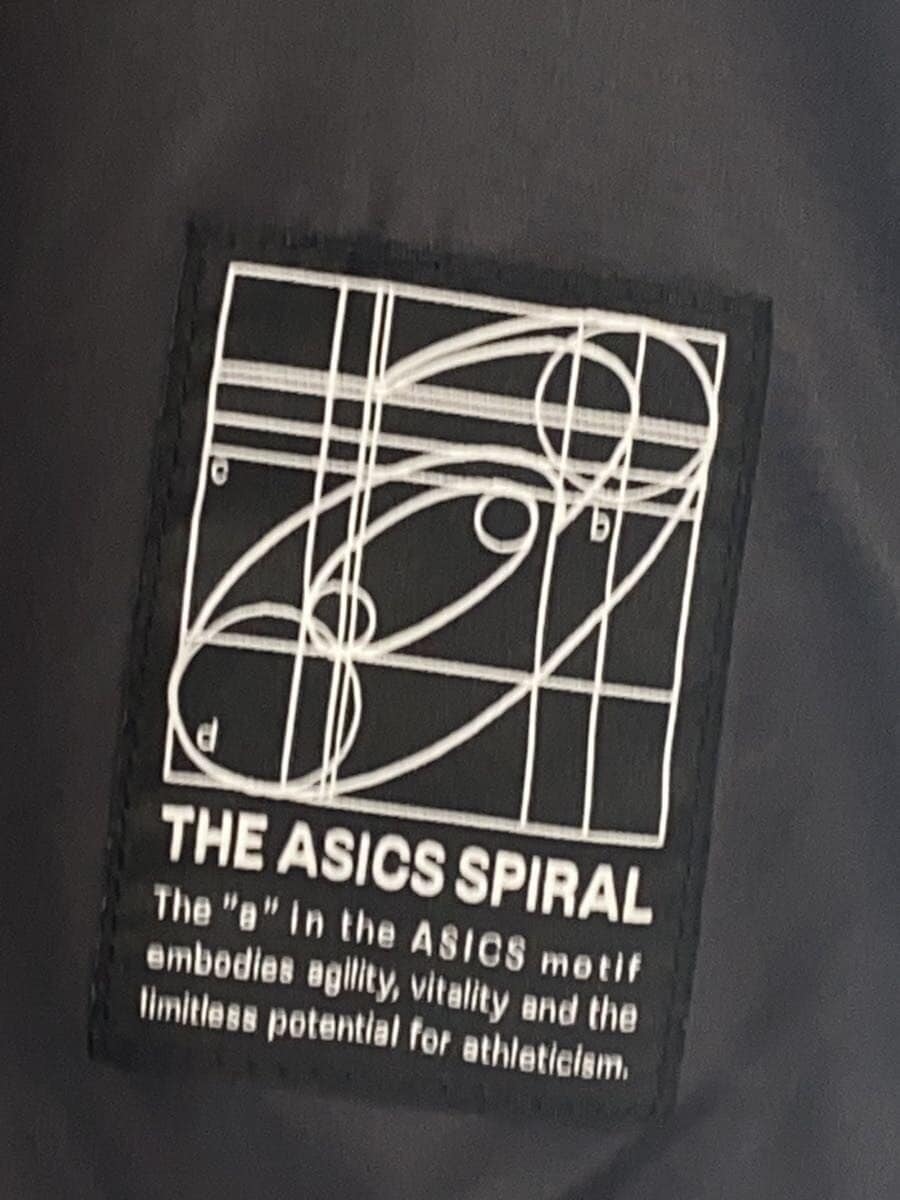 c
b
d
THE ASICS SPIRAL
The "a" in the ASICS motif
embodies agility, vitality and the
limitless potential for athleticism.